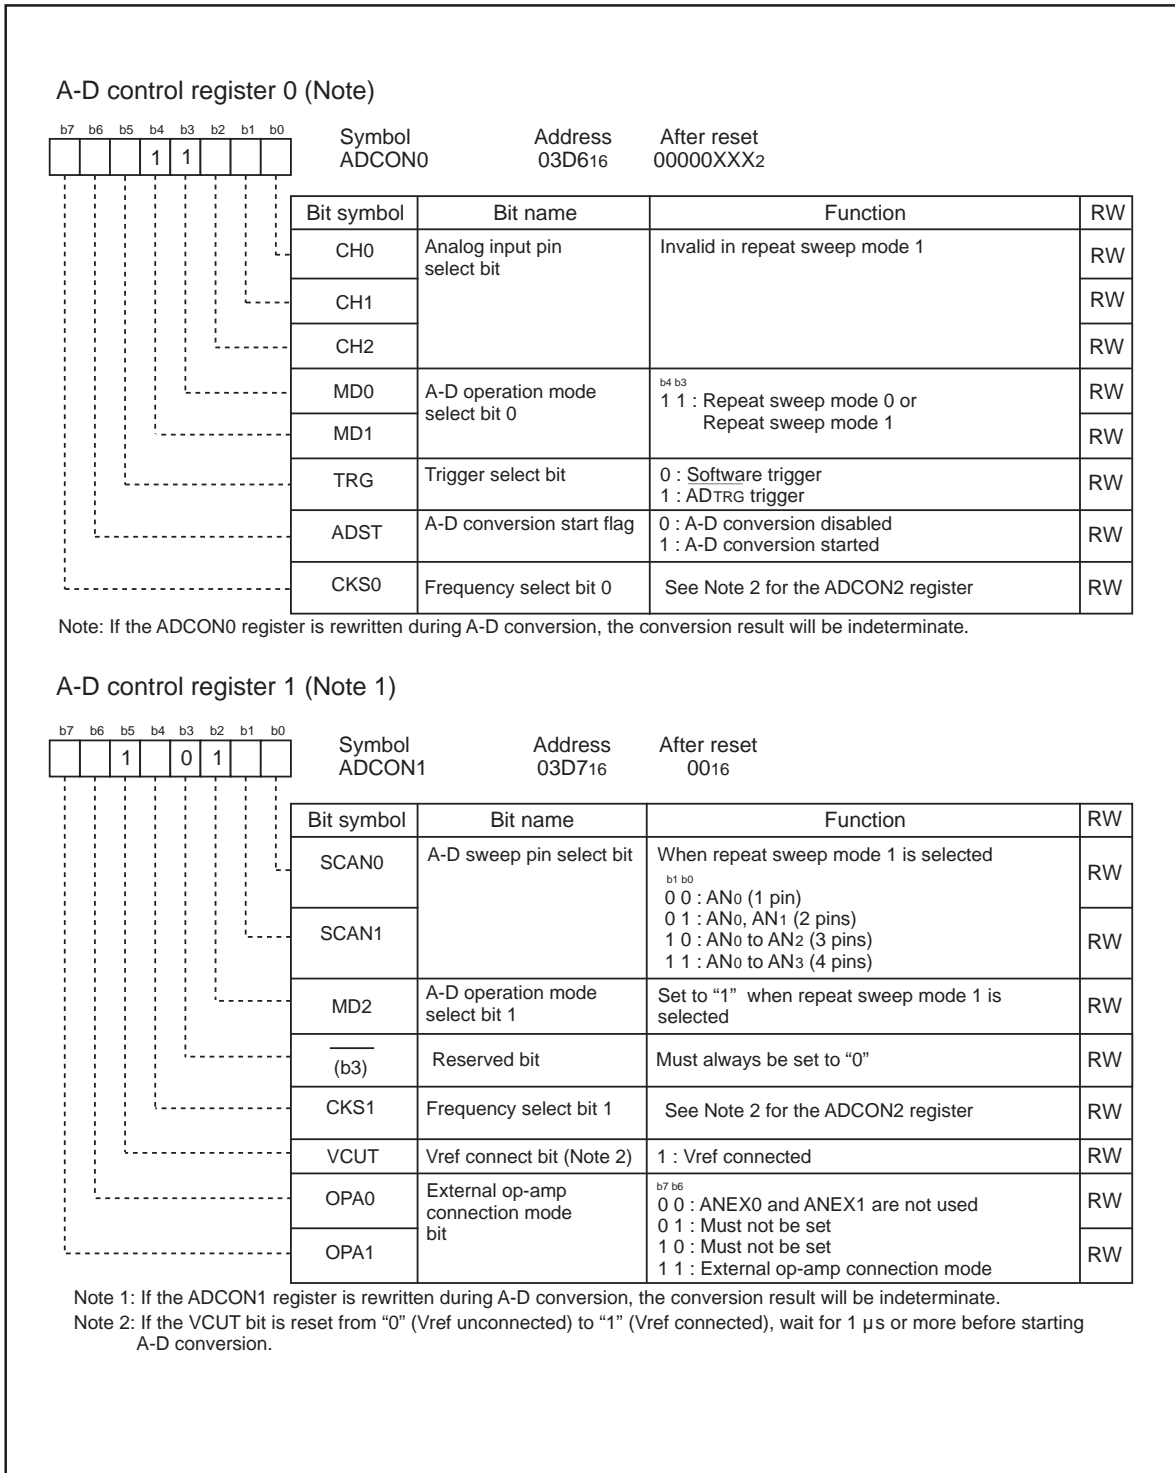 A-D control register 0 (Note)
b7 b6 b5 b4 b3 b2 b1 b0
1 1
Symbol Address After reset
ADCON0 03D616 00000XXX2
Bit symbol Bit name Function RW
CH0 Analog input pin select bit Invalid in repeat sweep mode 1 RW
CH1 RW
CH2 RW
MD0 A-D operation mode select bit 0 b4 b3 RW
1 1 : Repeat sweep mode 0 or
Repeat sweep mode 1
MD1 RW
TRG Trigger select bit 0 : Software trigger RW
1 : ADTRG trigger
ADST A-D conversion start flag 0 : A-D conversion disabled RW
1 : A-D conversion started
CKS0 Frequency select bit 0 See Note 2 for the ADCON2 register RW
Note: If the ADCON0 register is rewritten during A-D conversion, the conversion result will be indeterminate.
A-D control register 1 (Note 1)
b7 b6 b5 b4 b3 b2 b1 b0
1 0 1
Symbol Address After reset
ADCON1 03D716 0016
Bit symbol Bit name Function RW
SCAN0 A-D sweep pin select bit When repeat sweep mode 1 is selected RW
b1 b0
0 0 : AN0 (1 pin)
0 1 : AN0, AN1 (2 pins)
SCAN1 1 0 : AN0 to AN2 (3 pins) RW
1 1 : AN0 to AN3 (4 pins)
MD2 A-D operation mode select bit 1 Set to “1” when repeat sweep mode 1 is selected RW
(b3) Reserved bit Must always be set to “0” RW
CKS1 Frequency select bit 1 See Note 2 for the ADCON2 register RW
VCUT Vref connect bit (Note 2) 1 : Vref connected RW
OPA0 External op-amp connection mode bit b7 b6 RW
0 0 : ANEX0 and ANEX1 are not used
0 1 : Must not be set
OPA1 1 0 : Must not be set RW
1 1 : External op-amp connection mode
Note 1: If the ADCON1 register is rewritten during A-D conversion, the conversion result will be indeterminate.
Note 2: If the VCUT bit is reset from “0” (Vref unconnected) to “1” (Vref connected), wait for 1 µs or more before starting
A-D conversion.